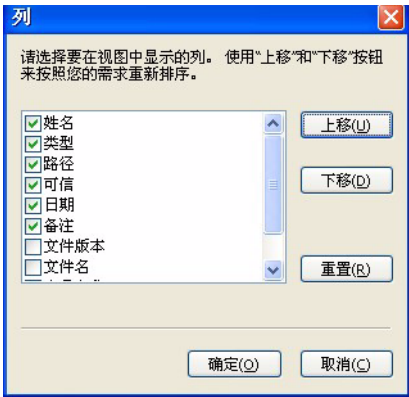 列
请选择要在视图中显示的列。 使用“上移”和“下移”按钮
来按照您的需求重新排序。
姓名
类型
路径
可信
日期
备注
文件版本
文件名
上移(U)
下移(D)
重置(R)
确定(O)
取消(C)